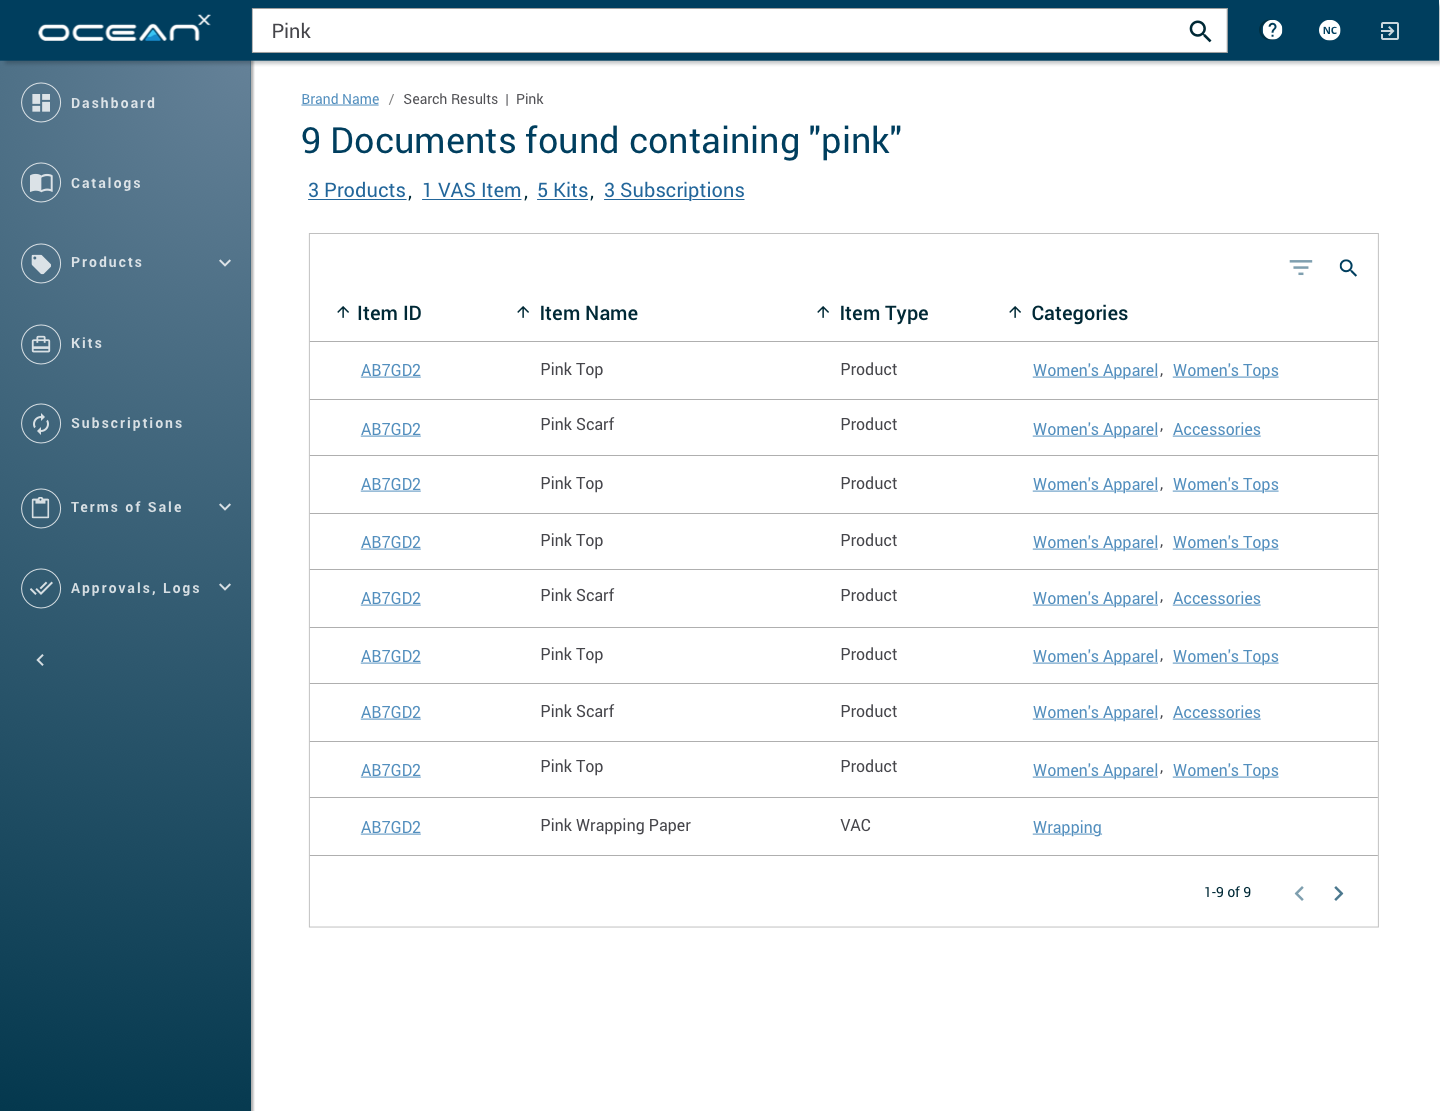 OCEANX
Pink
NC
Dashboard
Catalogs
Products
Kits
Subscriptions
Terms of Sale
Approvals, Logs
Brand Name / Search Results | Pink
9 Documents found containing "pink"
3 Products, 1 VAS Item, 5 Kits, 3 Subscriptions
Item ID Item Name Item Type Categories
AB7GD2 Pink Top Product Women's Apparel, Women's Tops
AB7GD2 Pink Scarf Product Women's Apparel, Accessories
AB7GD2 Pink Top Product Women's Apparel, Women's Tops
AB7GD2 Pink Top Product Women's Apparel, Women's Tops
AB7GD2 Pink Scarf Product Women's Apparel, Accessories
AB7GD2 Pink Top Product Women's Apparel, Women's Tops
AB7GD2 Pink Scarf Product Women's Apparel, Accessories
AB7GD2 Pink Top Product Women's Apparel, Women's Tops
AB7GD2 Pink Wrapping Paper VAC Wrapping
1-9 of 9